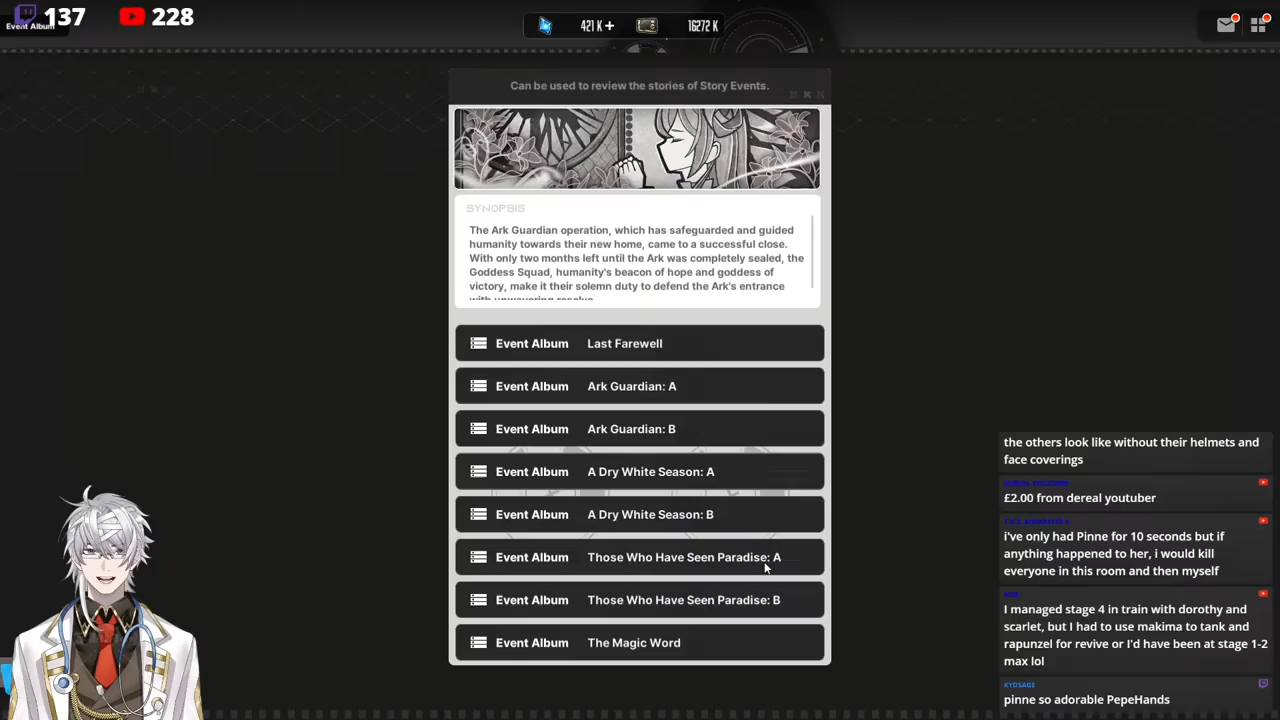 137
228
Event Album
421 K +
16272 K
Can be used to review the stories of Story Events.
SYNOPSIS
The Ark Guardian operation, which has safeguarded and guided
humanity towards their new home, came to a successful close.
With only two months left until the Ark was completely sealed, the
Goddess Squad, humanity's beacon of hope and goddess of
victory, make it their solemn duty to defend the Ark's entrance
with unwavering resolve
Event Album Last Farewell
Event Album Ark Guardian: A
Event Album Ark Guardian: B
Event Album A Dry White Season: A
Event Album A Dry White Season: B
Event Album Those Who Have Seen Paradise: A
Event Album Those Who Have Seen Paradise: B
Event Album The Magic Word
the others look like without their helmets and
face coverings
£2.00 from dereal youtuber
i've only had Pinne for 10 seconds but if
anything happened to her, i would kill
everyone in this room and then myself
I managed stage 4 in train with dorothy and
scarlet, but I had to use makima to tank and
rapunzel for revive or I'd have been at stage 1-2
max lol
KYOSAGE
pinne so adorable PepeHands